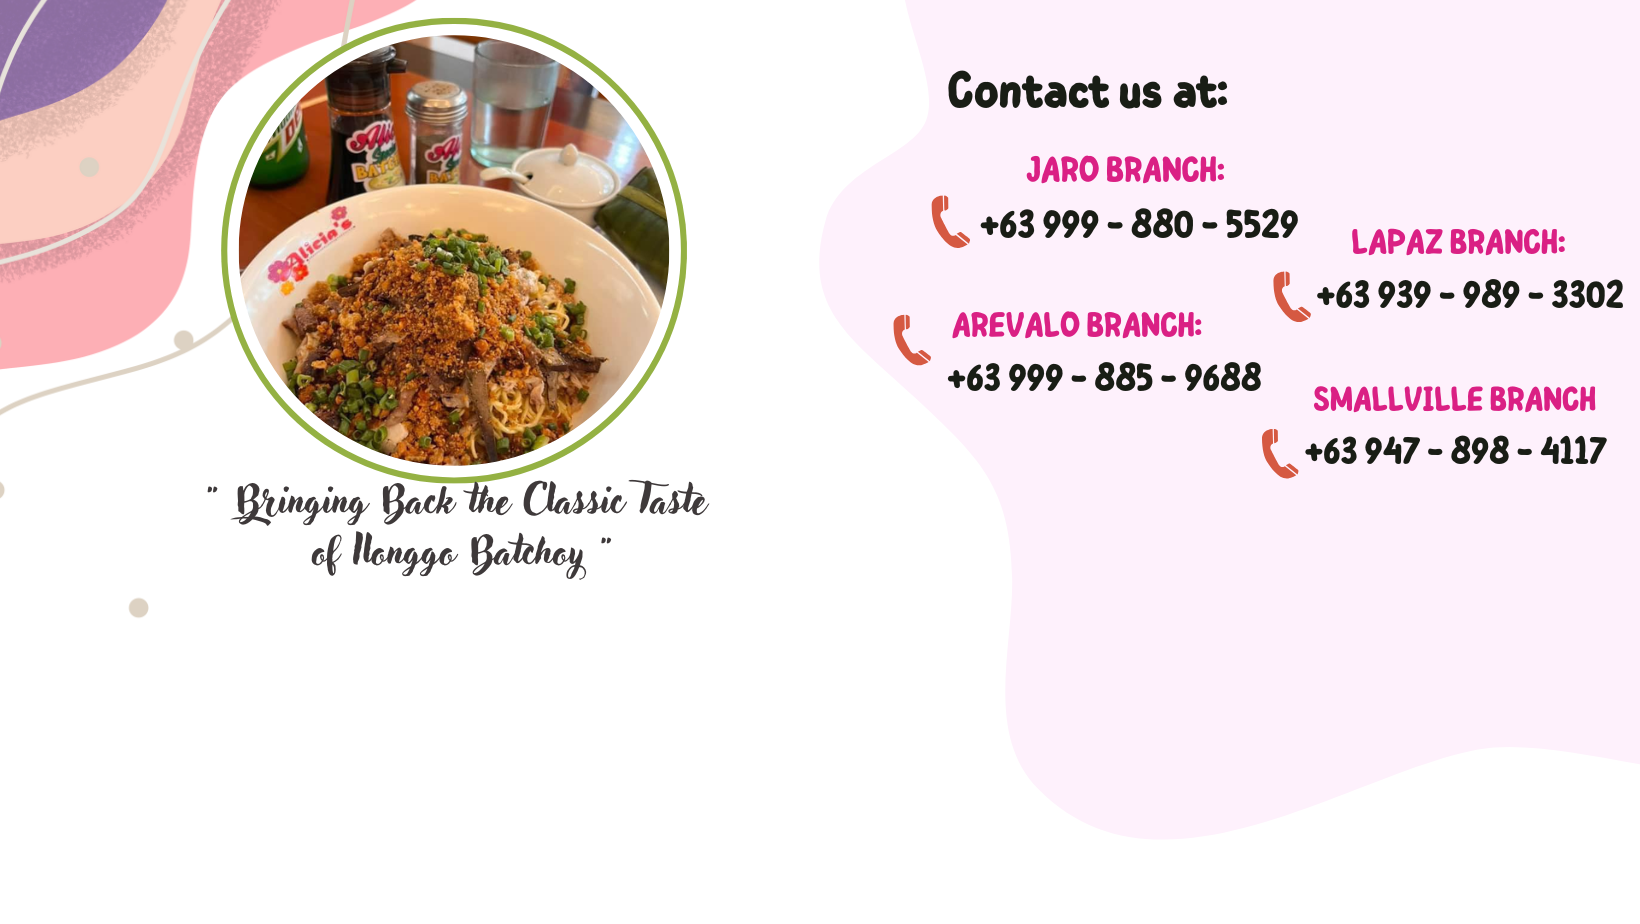 Alicia's
" Bringing Back the Classic Taste
of Ilonggo Batchoy "
Contact us at:
JARO BRANCH:
+63 999 - 880 - 5529
LAPAZ BRANCH:
+63 939 - 989 - 3302
AREVALO BRANCH:
+63 999 - 885 - 9688
SMALLVILLE BRANCH
+63 947 - 898 - 4117